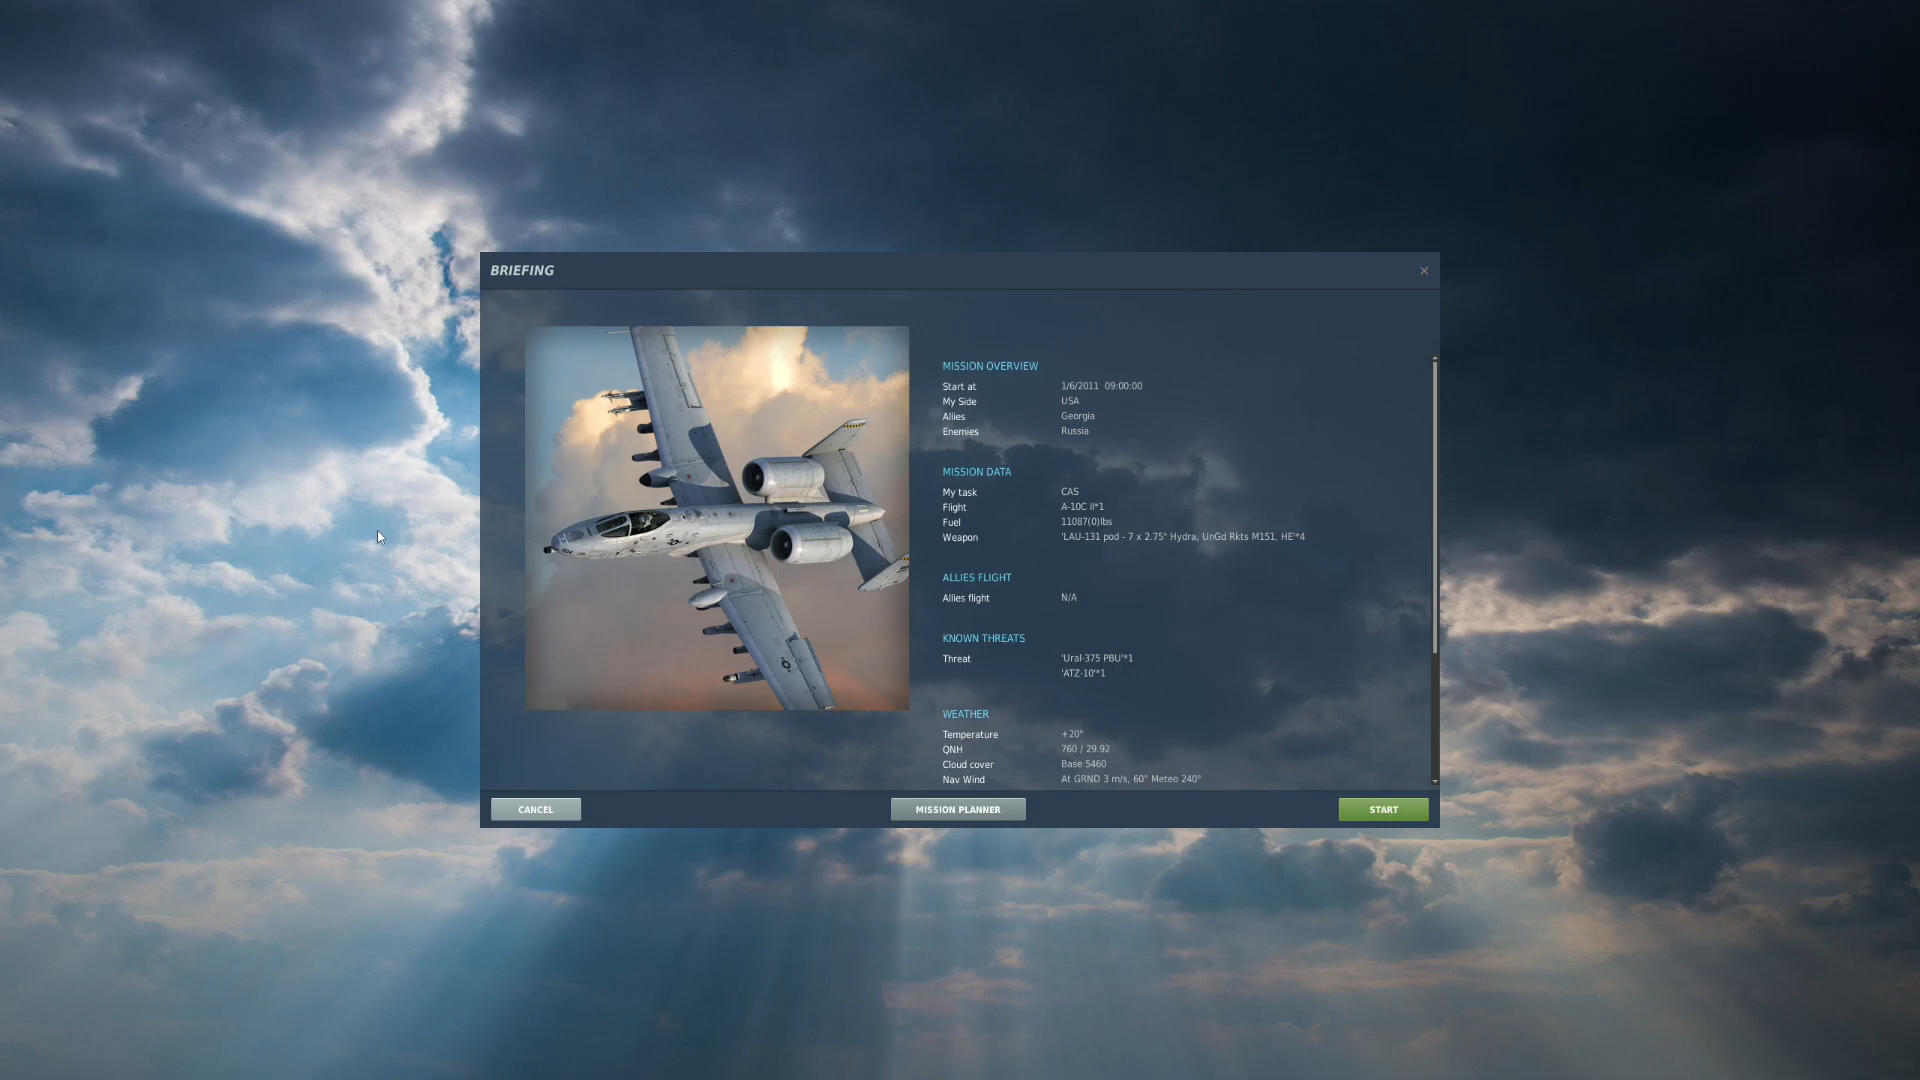 BRIEFING
MISSION OVERVIEW
Start at 1/6/2011 09:00:00
My Side USA
Allies Georgia
Enemies Russia
MISSION DATA
My task CAS
Flight A-10C II*1
Fuel 11087(0)lbs
Weapon 'LAU-131 pod - 7 x 2.75" Hydra, UnGd Rkts M151, HE'*4
ALLIES FLIGHT
Allies flight N/A
KNOWN THREATS
Threat 'Ural-375 PBU'*1
'ATZ-10'*1
WEATHER
Temperature +20°
QNH 760 / 29.92
Cloud cover Base 5460
Nav Wind At GRND 3 m/s, 60° Meteo 240°
CANCEL MISSION PLANNER START